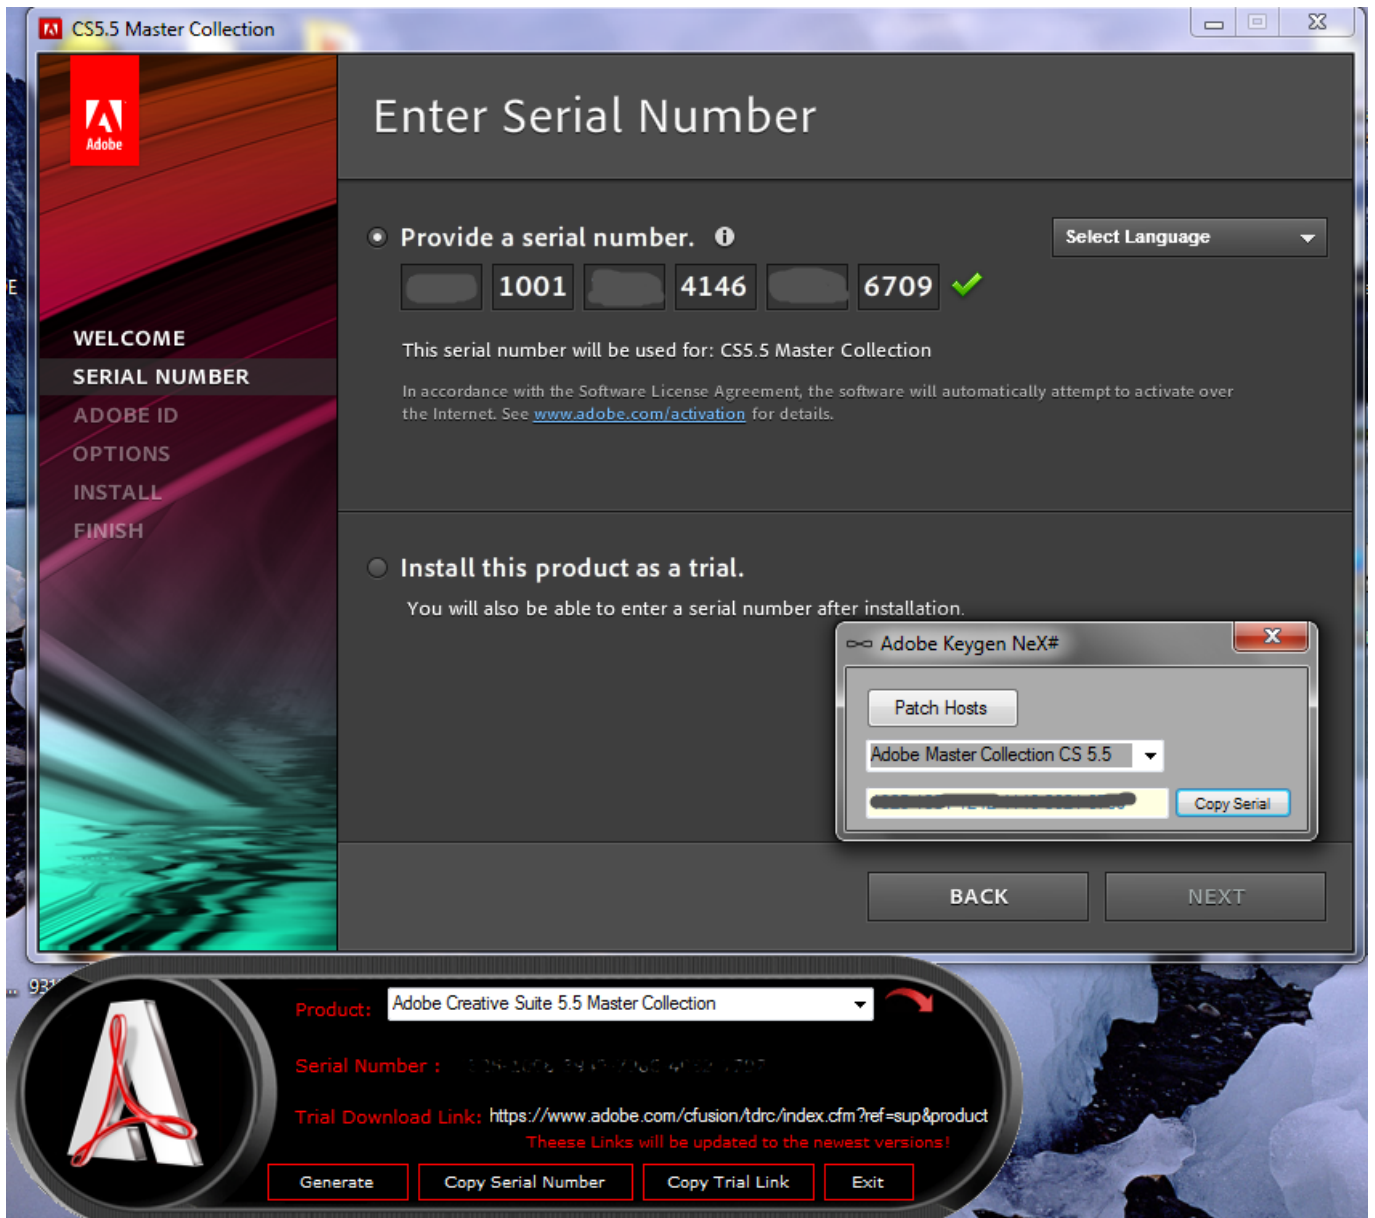 CS5.5 Master Collection
Adobe
Enter Serial Number
Provide a serial number.
Select Language
1001 4146 6709
This serial number will be used for: CS5.5 Master Collection
In accordance with the Software License Agreement, the software will automatically attempt to activate over
the Internet. See www.adobe.com/activation for details.
WELCOME
SERIAL NUMBER
ADOBE ID
OPTIONS
INSTALL
FINISH
Install this product as a trial.
You will also be able to enter a serial number after installation.
Adobe Keygen NeX#
Patch Hosts
Adobe Master Collection CS 5.5
Copy Serial
BACK
NEXT
Product: Adobe Creative Suite 5.5 Master Collection
Serial Number :
Trial Download Link: https://www.adobe.com/cfusion/tdrc/index.cfm?ref=sup&product
Theese Links will be updated to the newest versions!
Generate
Copy Serial Number
Copy Trial Link
Exit